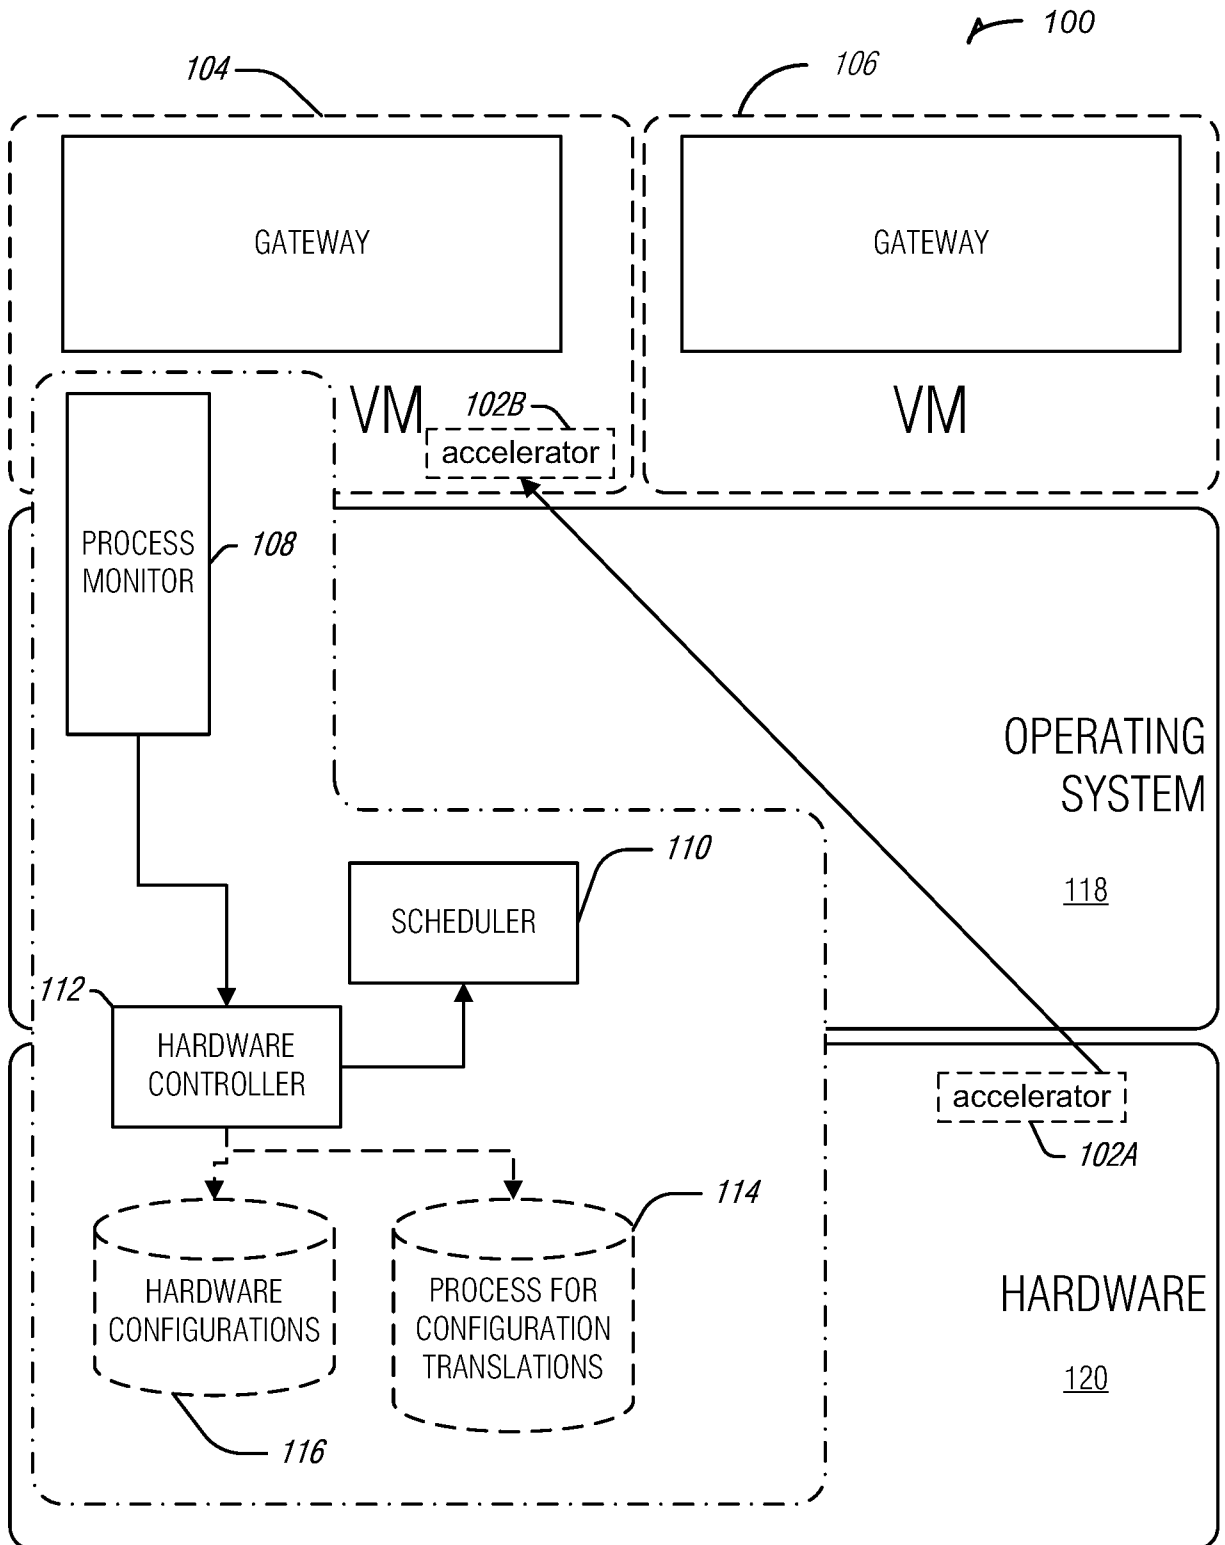 100
104
106
GATEWAY
GATEWAY
VM
102B
accelerator
VM
PROCESS
MONITOR
108
OPERATING
SYSTEM
118
110
SCHEDULER
112
HARDWARE
CONTROLLER
accelerator
102A
114
HARDWARE
CONFIGURATIONS
PROCESS FOR
CONFIGURATION
TRANSLATIONS
HARDWARE
120
116